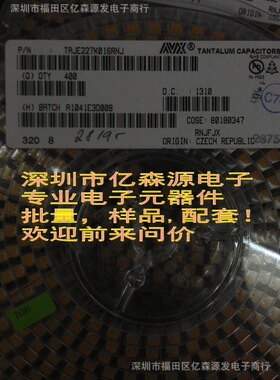 深圳市福田区亿森源发电子商行
P/N : TAJE227K016RNJ
AVX
TANTALUM CAPACITORS
(Q) QTY 400
D.C. : 1310
(H) BATCH A1041E3D008
COSE: 80180347
RNJFJX
320 8
ORIGIN: CZECH REPUBLIC
深圳市亿森源电子
专业电子元器件
批量,样品,配套!
欢迎前来问价
深圳市福田区亿森源发电子商行